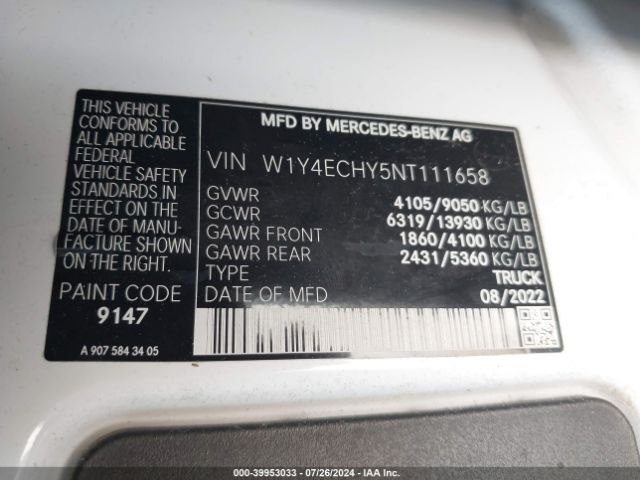 THIS VEHICLE
CONFORMS TO
ALL APPLICABLE
FEDERAL MOTOR
VEHICLE SAFETY
STANDARDS IN
EFFECT ON THE
DATE OF MANU-
FACTURE SHOWN
ON THE RIGHT.
PAINT CODE
9147
A 907 584 34 05
MFD BY MERCEDES-BENZ AG
VIN W1Y4ECHY5NT111658
GVWR 4105/9050 KG/LB
GCWR 6319/13930 KG/LB
GAWR FRONT 1860/4100 KG/LB
GAWR REAR 2431/5360 KG/LB
TYPE TRUCK
DATE OF MFD 08/2022
000-39953033 - 07/26/2024 - IAA Inc.